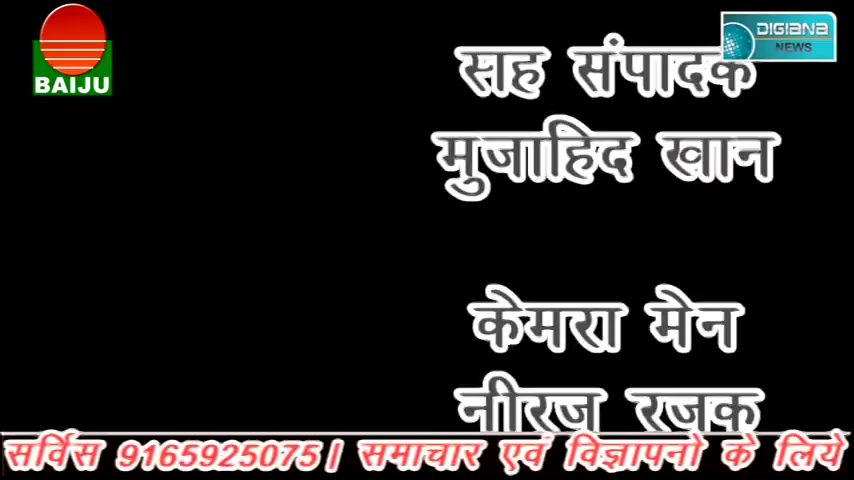 BAIJU
DIGIANA
NEWS
सह संपादक
मुजाहिद खान
केमरा मेन
नीरज रजक
सर्विस 9165925075। समाचार एवं विज्ञापनो के लिये